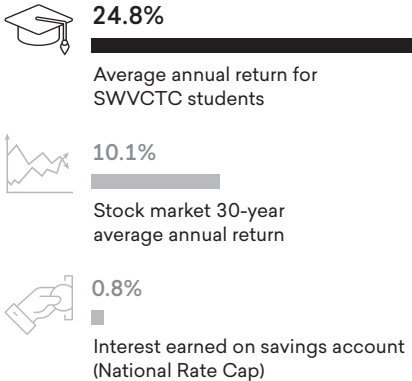 24.8%
Average annual return for
SWVCTC students
10.1%
Stock market 30-year
average annual return
0.8%
Interest earned on savings account
(National Rate Cap)